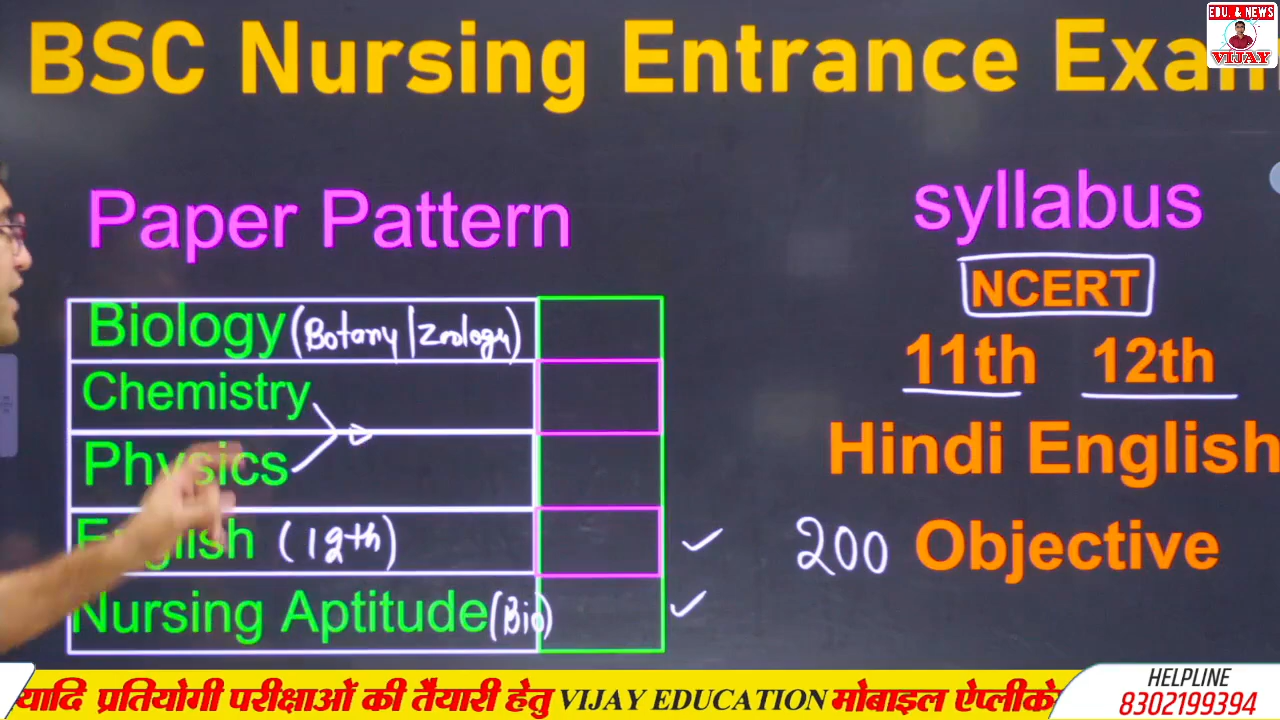 BSC Nursing Entrance Exam
EDU. & NEWS
VIJAY
Paper Pattern
Biology (Botany/Zoology)
Chemistry
Physics
English (12th)
Nursing Aptitude (Bio)
syllabus
NCERT
11th 12th
Hindi English
200 Objective
यादि प्रतियोगी परीक्षाओं की तैयारी हेतु VIJAY EDUCATION मोबाइल
HELPLINE
8302199394